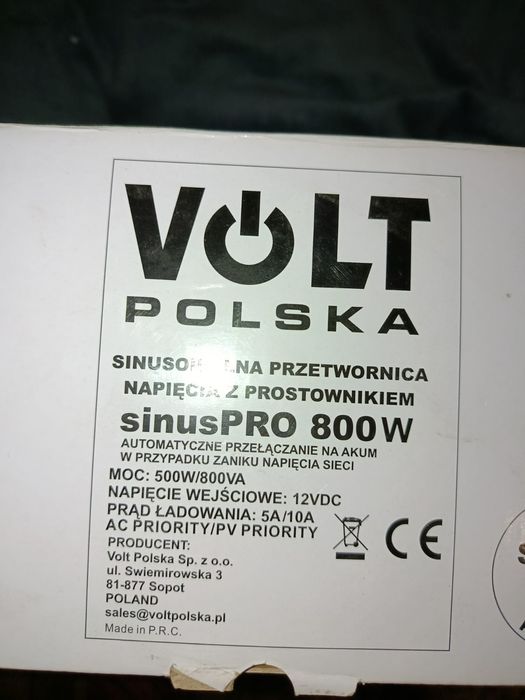 VOLT
POLSKA
NAPIĘCIA Z PROSTOWNIKIEM
PRZETWORNICA
sinusPRO 800W
AUTOMATYCZNE PRZEŁĄCZANIE NA AKUM
W PRZYPADKU ZANIKU NAPIĘCIA SIECI
MOC: 500W/800VA
NAPIĘCIE WEJŚCIOWE: 12VDC
PRĄD ŁADOWANIA: 5A/10A
AC PRIORITY/PV PRIORITY
CE
PRODUCENT:
Volt Polska Sp. z o.o.
ul. Swiemirowska 3
81-877 Sopot
POLAND
sales@voltpolska.pl
Made in P.R.C.